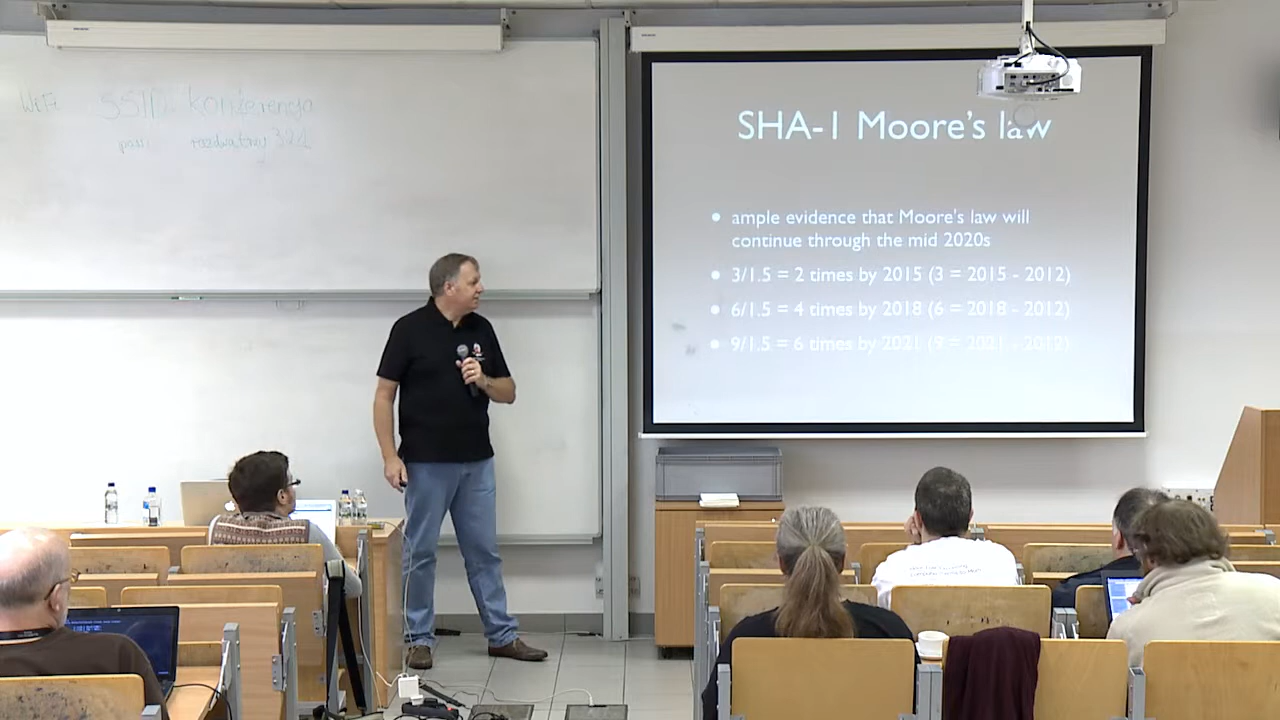 WiFi SSID: konferencja
pass: razdwatrzy 321
SHA-1 Moore's law
• ample evidence that Moore's law will
continue through the mid 2020s
• 3/1.5 = 2 times by 2015 (3 = 2015 - 2012)
• 6/1.5 = 4 times by 2018 (6 = 2018 - 2012)
• 9/1.5 = 6 times by 2021 (9 = 2021 - 2012)